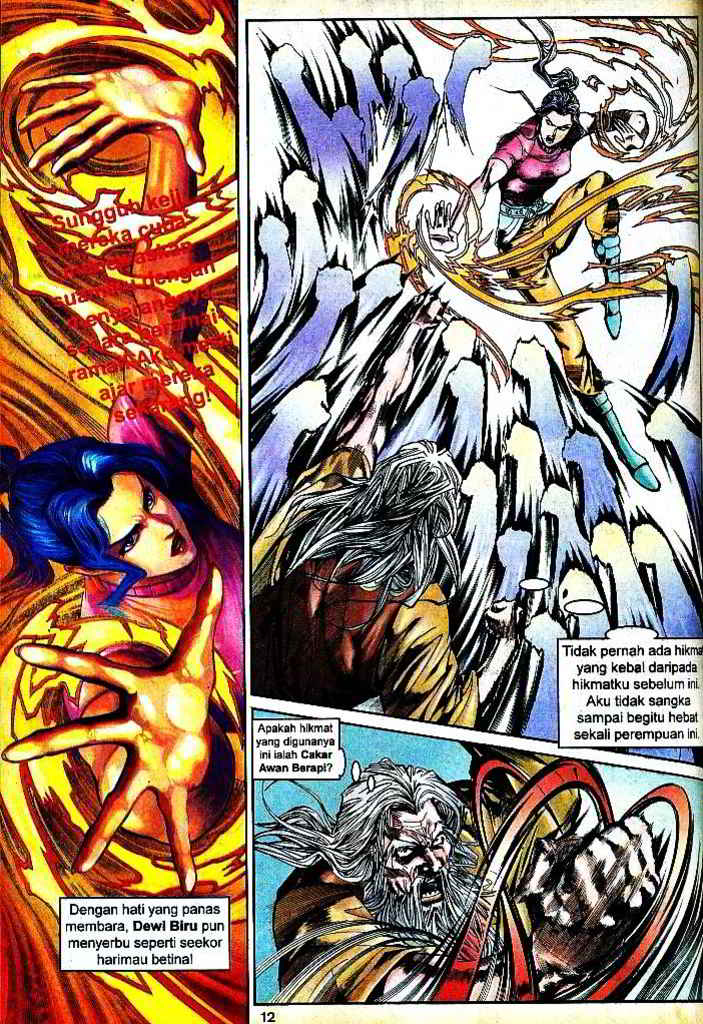 Sungguh keji
mereka cuba
dengan
ajar mereka
sekarang!
Dengan hati yang panas
membara, Dewi Biru pun
menyerbu seperti seekor
harimau betina!
Tidak pernah ada hikmat
yang kebal daripada
hikmatku sebelum ini.
Aku tidak sangka
sampai begitu hebat
sekali perempuan ini.
Apakah hikmat
yang digunanya
ini ialah Cakar
Awan Berapi?
12